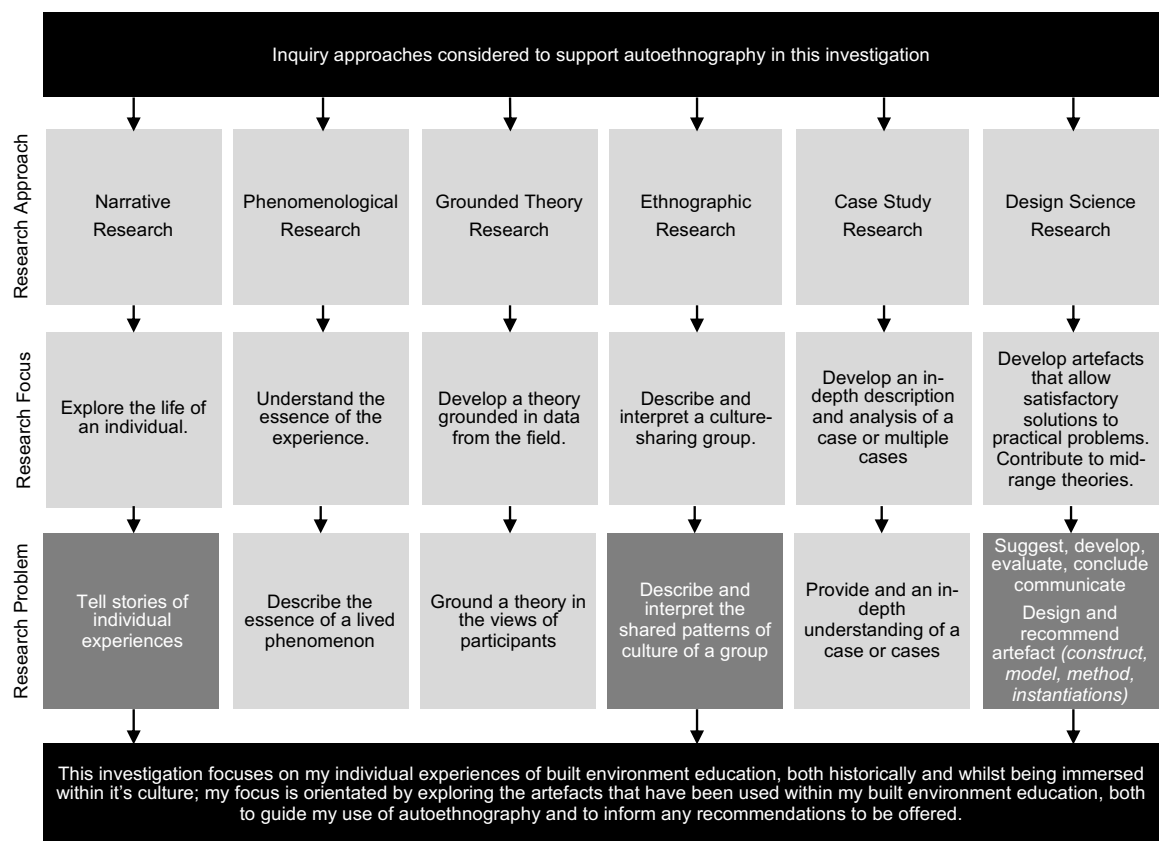 Inquiry approaches considered to support autoethnography in this investigation
Research Approach
Narrative
Research
Phenomenological
Research
Grounded Theory
Research
Ethnographic
Research
Case Study
Research
Design Science
Research
Research Focus
Explore the life of
an individual.
Understand the
essence of the
experience.
Develop a theory
grounded in data
from the field.
Describe and
interpret a culture-
sharing group.
Develop an in-
depth description
and analysis of a
case or multiple
cases
Develop artefacts
that allow
satisfactory
solutions to
practical problems.
Contribute to mid-
range theories.
Research Problem
Tell stories of
individual
experiences
Describe the
essence of a lived
phenomenon
Ground a theory in
the views of
participants
Describe and
interpret the
shared patterns of
culture of a group
Provide and an in-
depth
understanding of a
case or cases
Suggest, develop,
evaluate, conclude
communicate
Design and
recommend
artefact (construct,
model, method,
instantiations)
This investigation focuses on my individual experiences of built environment education, both historically and whilst being immersed
within it's culture; my focus is orientated by exploring the artefacts that have been used within my built environment education, both
to guide my use of autoethnography and to inform any recommendations to be offered.